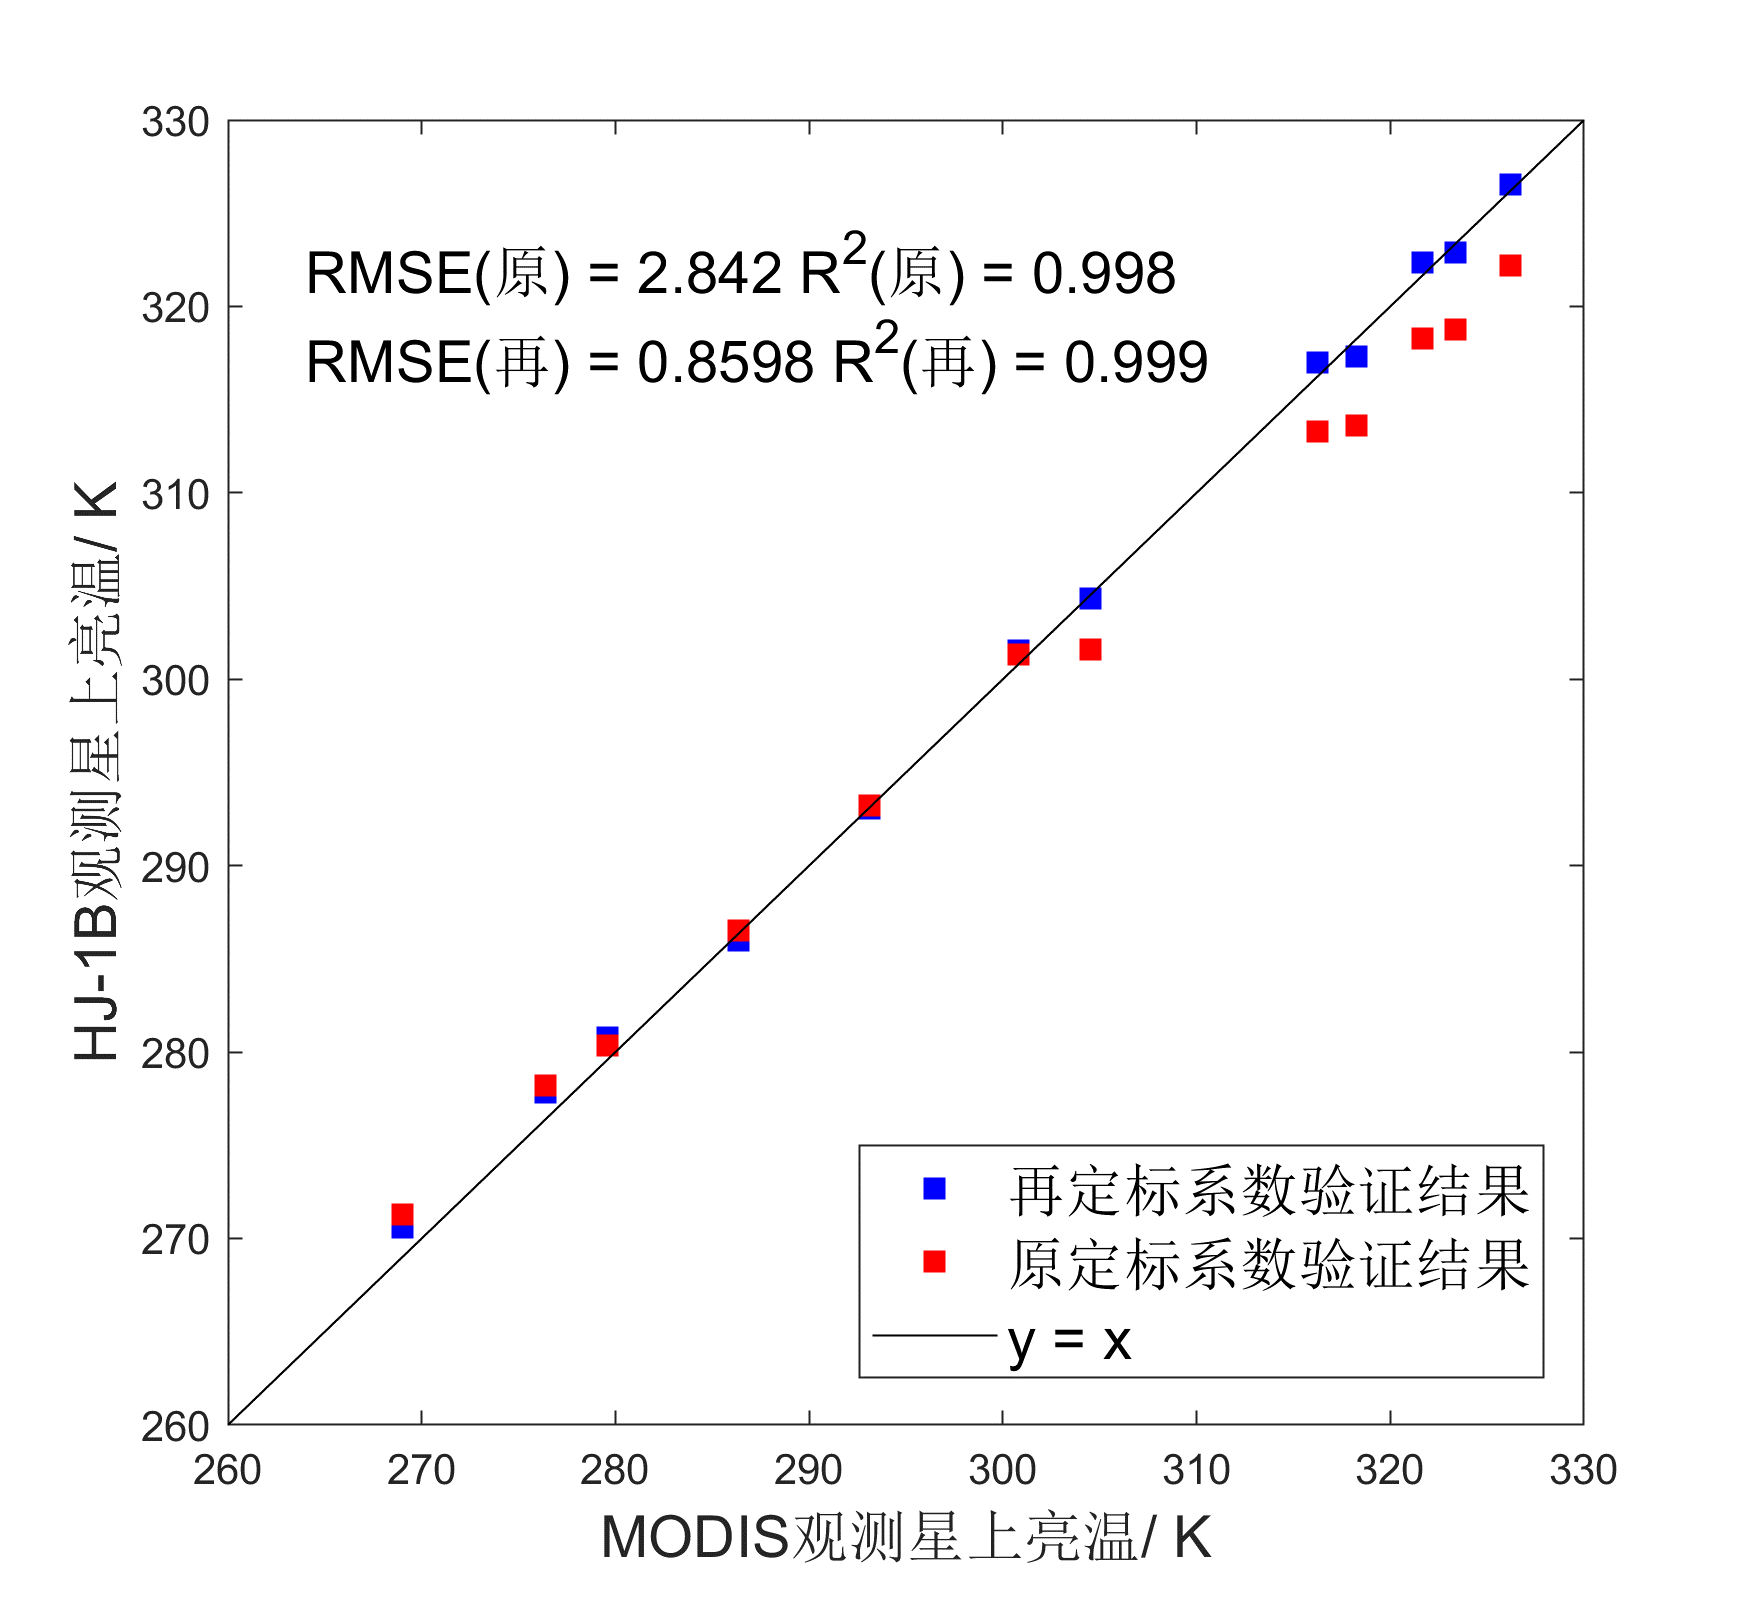 330
320
310
300
290
280
270
260
HJ-1B观测星上亮温/ K
RMSE(原) = 2.842 R²(原) = 0.998
RMSE(再) = 0.8598 R²(再) = 0.999
再定标系数验证结果
原定标系数验证结果
y = x
260 270 280 290 300 310 320 330
MODIS观测星上亮温/ K